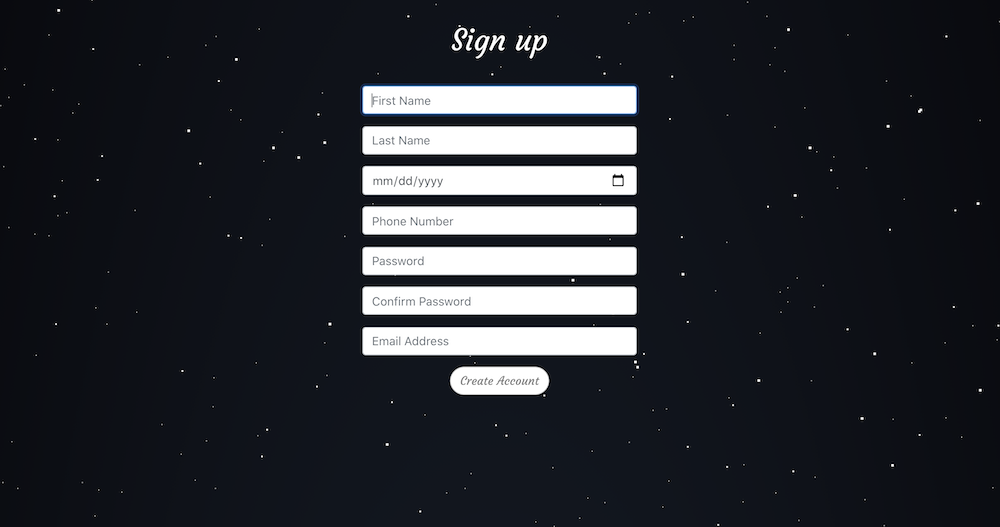 Sign up
First Name
Last Name
mm/dd/yyyy
Phone Number
Password
Confirm Password
Email Address
Create Account